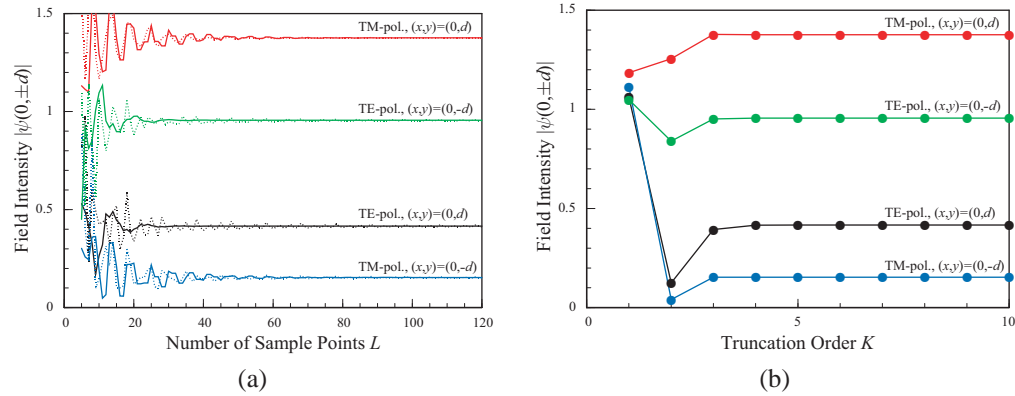 1.5
1
0.5
0
0
20
40
60
80
100
120
Field Intensity |ψ(0,±d)|
Number of Sample Points L
TM-pol., (x,y)=(0,d)
TE-pol., (x,y)=(0,-d)
TE-pol., (x,y)=(0,d)
TM-pol., (x,y)=(0,-d)
(a)
1.5
1
0.5
0
0
5
10
Field Intensity |ψ(0,±d)|
Truncation Order K
TM-pol., (x,y)=(0,d)
TE-pol., (x,y)=(0,-d)
TE-pol., (x,y)=(0,d)
TM-pol., (x,y)=(0,-d)
(b)